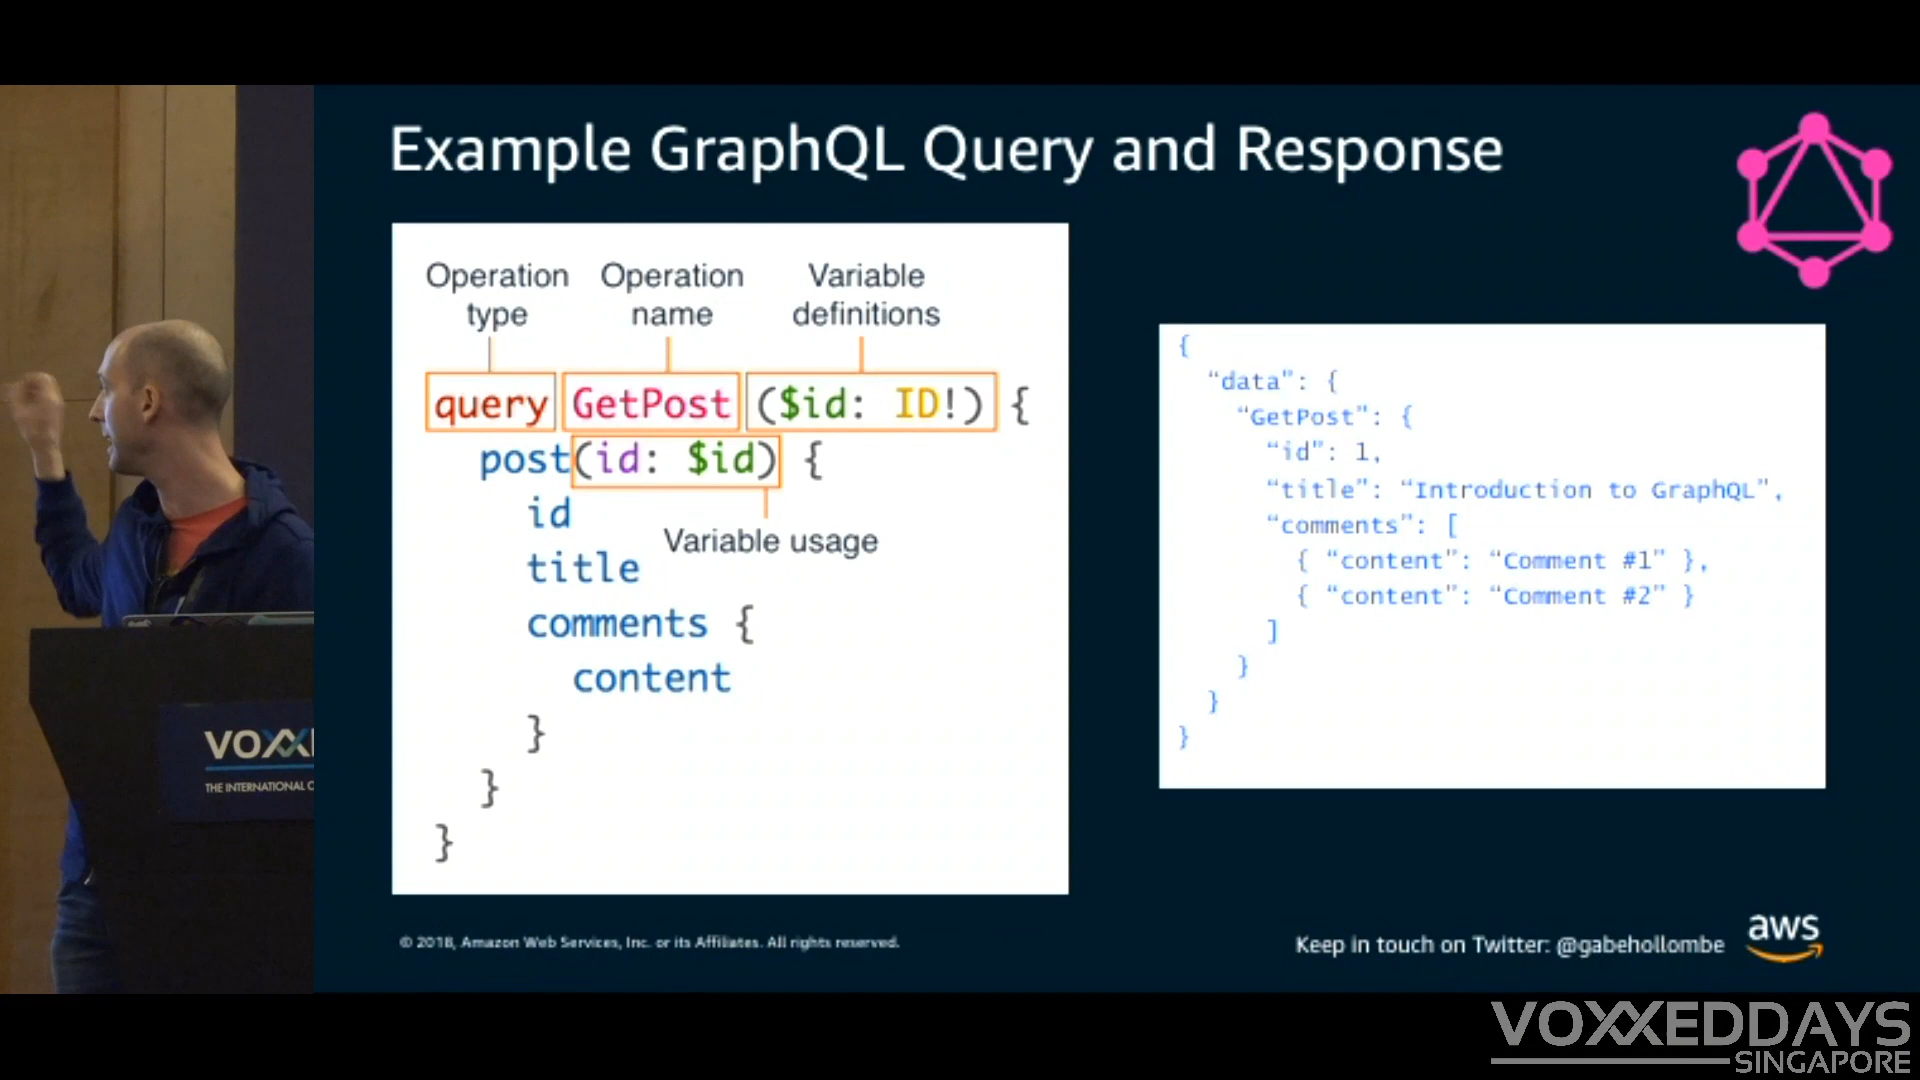 Example GraphQL Query and Response
Operation type
Operation name
Variable definitions
query GetPost ($id: ID!) {
post(id: $id) {
id
Variable usage
title
comments {
content
}
}
}
{
“data”: {
“GetPost”: {
“id”: 1,
“title”: “Introduction to GraphQL”,
“comments”: [
{ “content”: “Comment #1” },
{ “content”: “Comment #2” }
]
}
}
}
© 2018, Amazon Web Services, Inc. or its Affiliates. All rights reserved.
Keep in touch on Twitter: @gabehollombe
aws
THE INTERNATIONAL
VOXXEDDAYS
SINGAPORE